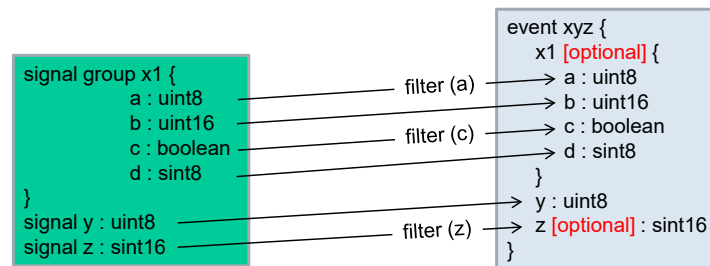 signal group x1 {
a : uint8
b : uint16
c : boolean
d : sint8
}
signal y : uint8
signal z : sint16
filter (a)
filter (c)
filter (z)
event xyz {
x1 [optional] {
a : uint8
b : uint16
c : boolean
d : sint8
}
y : uint8
z [optional] : sint16
}